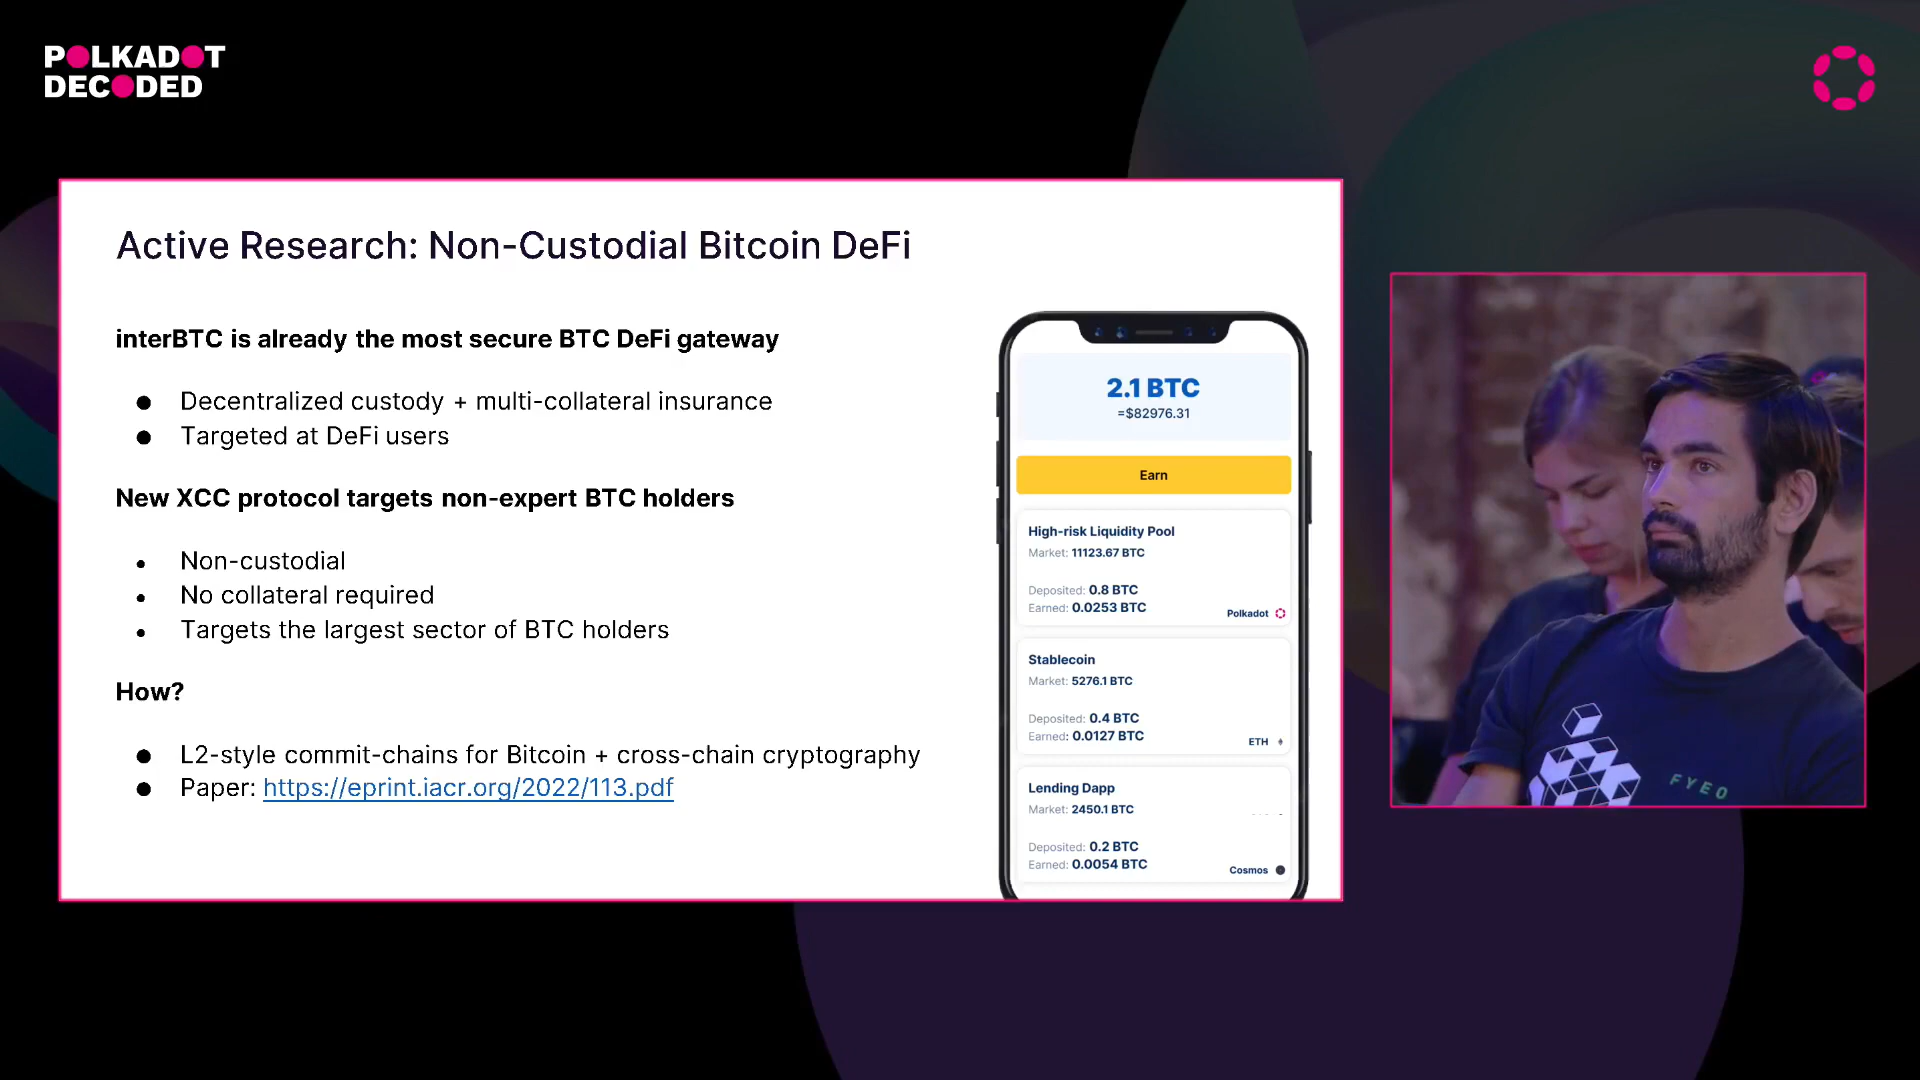 POLKADOT
DECODED
Active Research: Non-Custodial Bitcoin DeFi
interBTC is already the most secure BTC DeFi gateway
● Decentralized custody + multi-collateral insurance
● Targeted at DeFi users
New XCC protocol targets non-expert BTC holders
● Non-custodial
● No collateral required
● Targets the largest sector of BTC holders
How?
● L2-style commit-chains for Bitcoin + cross-chain cryptography
● Paper: https://eprint.iacr.org/2022/113.pdf
2.1 BTC
=$82976.31
Earn
High-risk Liquidity Pool
Market: 11123.67 BTC
Deposited: 0.8 BTC
Earned: 0.0253 BTC
Polkadot
Stablecoin
Market: 5276.1 BTC
Deposited: 0.4 BTC
Earned: 0.0127 BTC
ETH
Lending Dapp
Market: 2450.1 BTC
Deposited: 0.2 BTC
Earned: 0.0054 BTC
Cosmos
FYEO